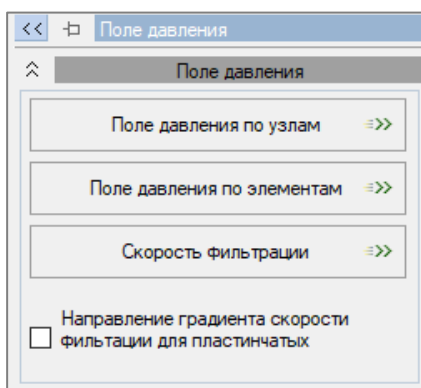 << Поле давления
Поле давления
Поле давления по узлам
Поле давления по элементам
Скорость фильтрации
Направление градиента скорости
фильтации для пластинчатых